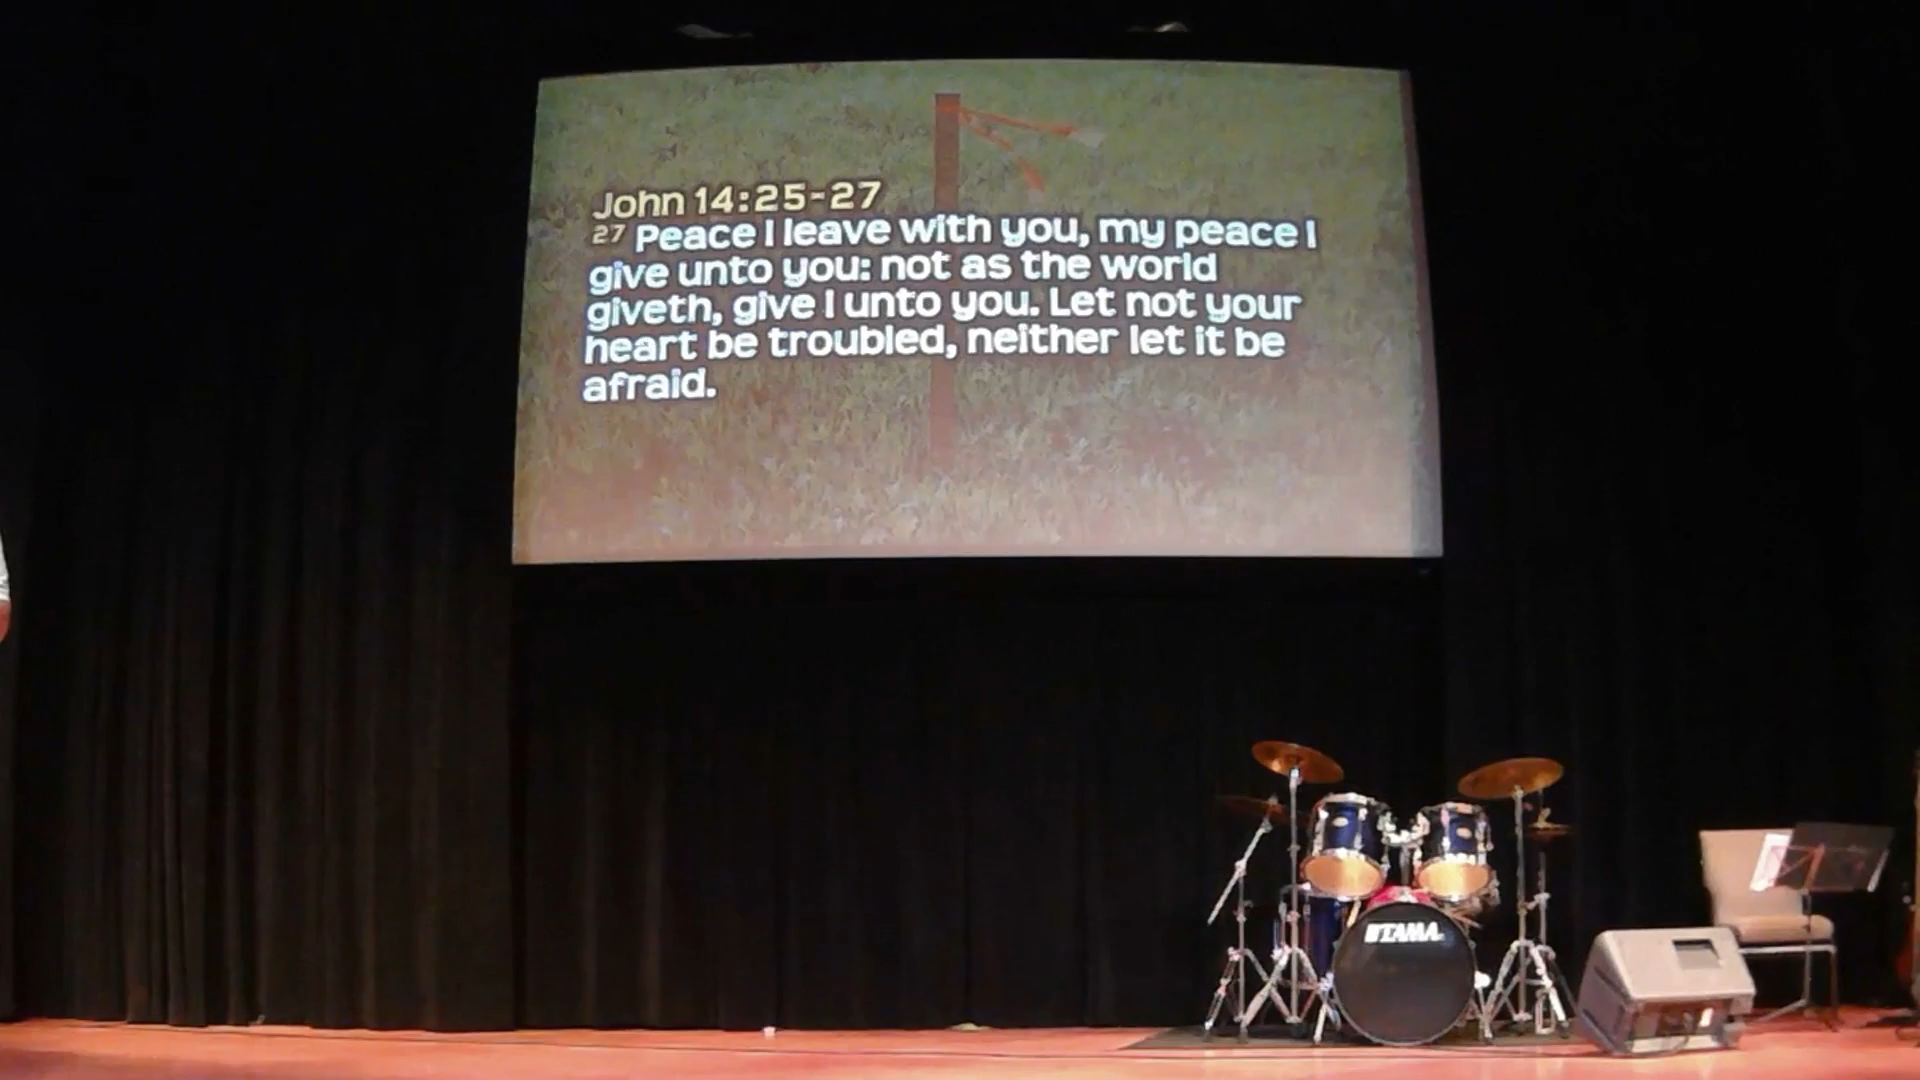 John 14:25-27
27 Peace I leave with you, my peace I
give unto you: not as the world
giveth, give I unto you. Let not your
heart be troubled, neither let it be
afraid.
TAMA